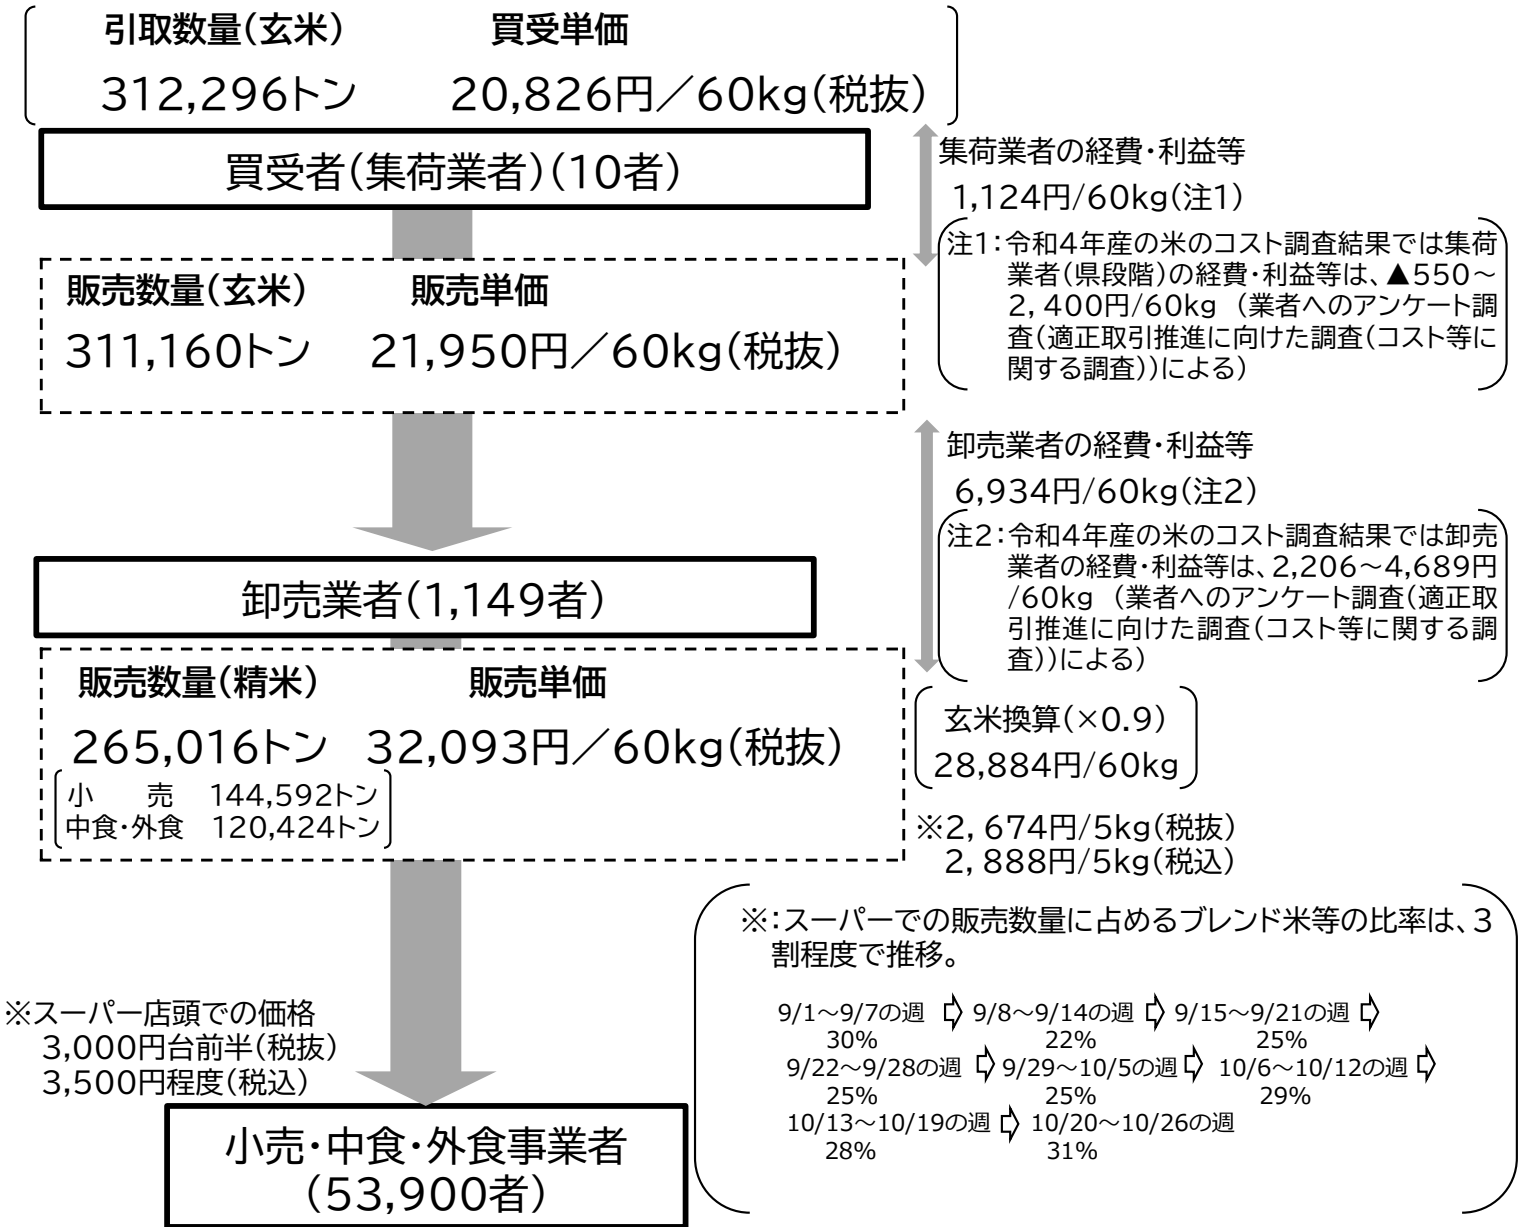 引取数量(玄米) 買受単価
312,296トン 20,826円／60kg(税抜)
買受者(集荷業者)(10者)
集荷業者の経費・利益等
1,124円/60kg(注1)
注1:令和4年産の米のコスト調査結果では集荷
業者(県段階)の経費・利益等は、▲550～
2,400円/60kg (業者へのアンケート調
査(適正取引推進に向けた調査(コスト等に
関する調査))による)
販売数量(玄米) 販売単価
311,160トン 21,950円／60kg(税抜)
卸売業者の経費・利益等
6,934円/60kg(注2)
注2:令和4年産の米のコスト調査結果では卸売
業者の経費・利益等は、2,206～4,689円
/60kg (業者へのアンケート調査(適正取
引推進に向けた調査(コスト等に関する調
査))による)
卸売業者(1,149者)
販売数量(精米) 販売単価
265,016トン 32,093円／60kg(税抜)
小　売 144,592トン
中食・外食 120,424トン
玄米換算(×0.9)
28,884円/60kg
※2,674円/5kg(税抜)
2,888円/5kg(税込)
※:スーパーでの販売数量に占めるブレンド米等の比率は、3
割程度で推移。
9/1～9/7の週 ⇨ 9/8～9/14の週 ⇨ 9/15～9/21の週 ⇨
30% 22% 25%
9/22～9/28の週 ⇨ 9/29～10/5の週 ⇨ 10/6～10/12の週 ⇨
25% 25% 29%
10/13～10/19の週 ⇨ 10/20～10/26の週
28% 31%
※スーパー店頭での価格
3,000円台前半(税抜)
3,500円程度(税込)
小売・中食・外食事業者
(53,900者)